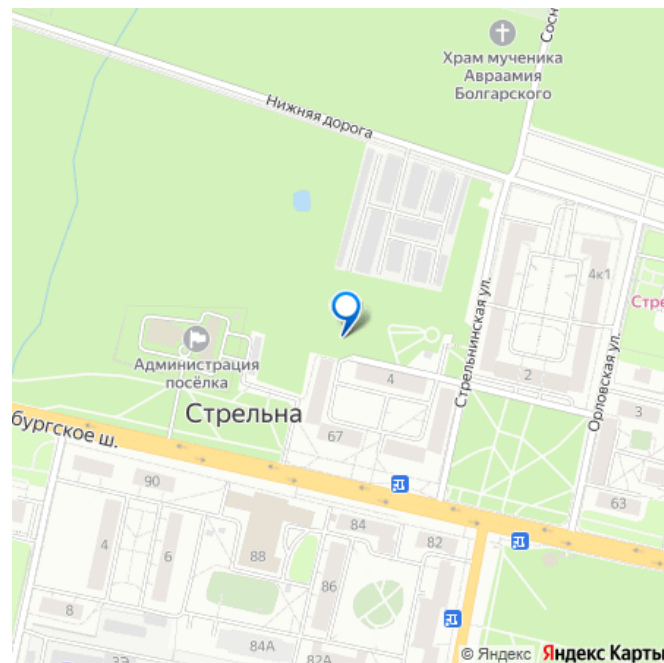 Сосн
Храм мученика
Авраамия
Болгарского
Нижняя дорога
4к1
Стре
Стрельнинская ул.
Орловская ул.
Администрация
посёлка
4
2
3
Стрельна
67
63
бургское ш.
90
84
82
4
6
88
86
8
84А
82А
3Э
© Яндекс Яндекс Карты